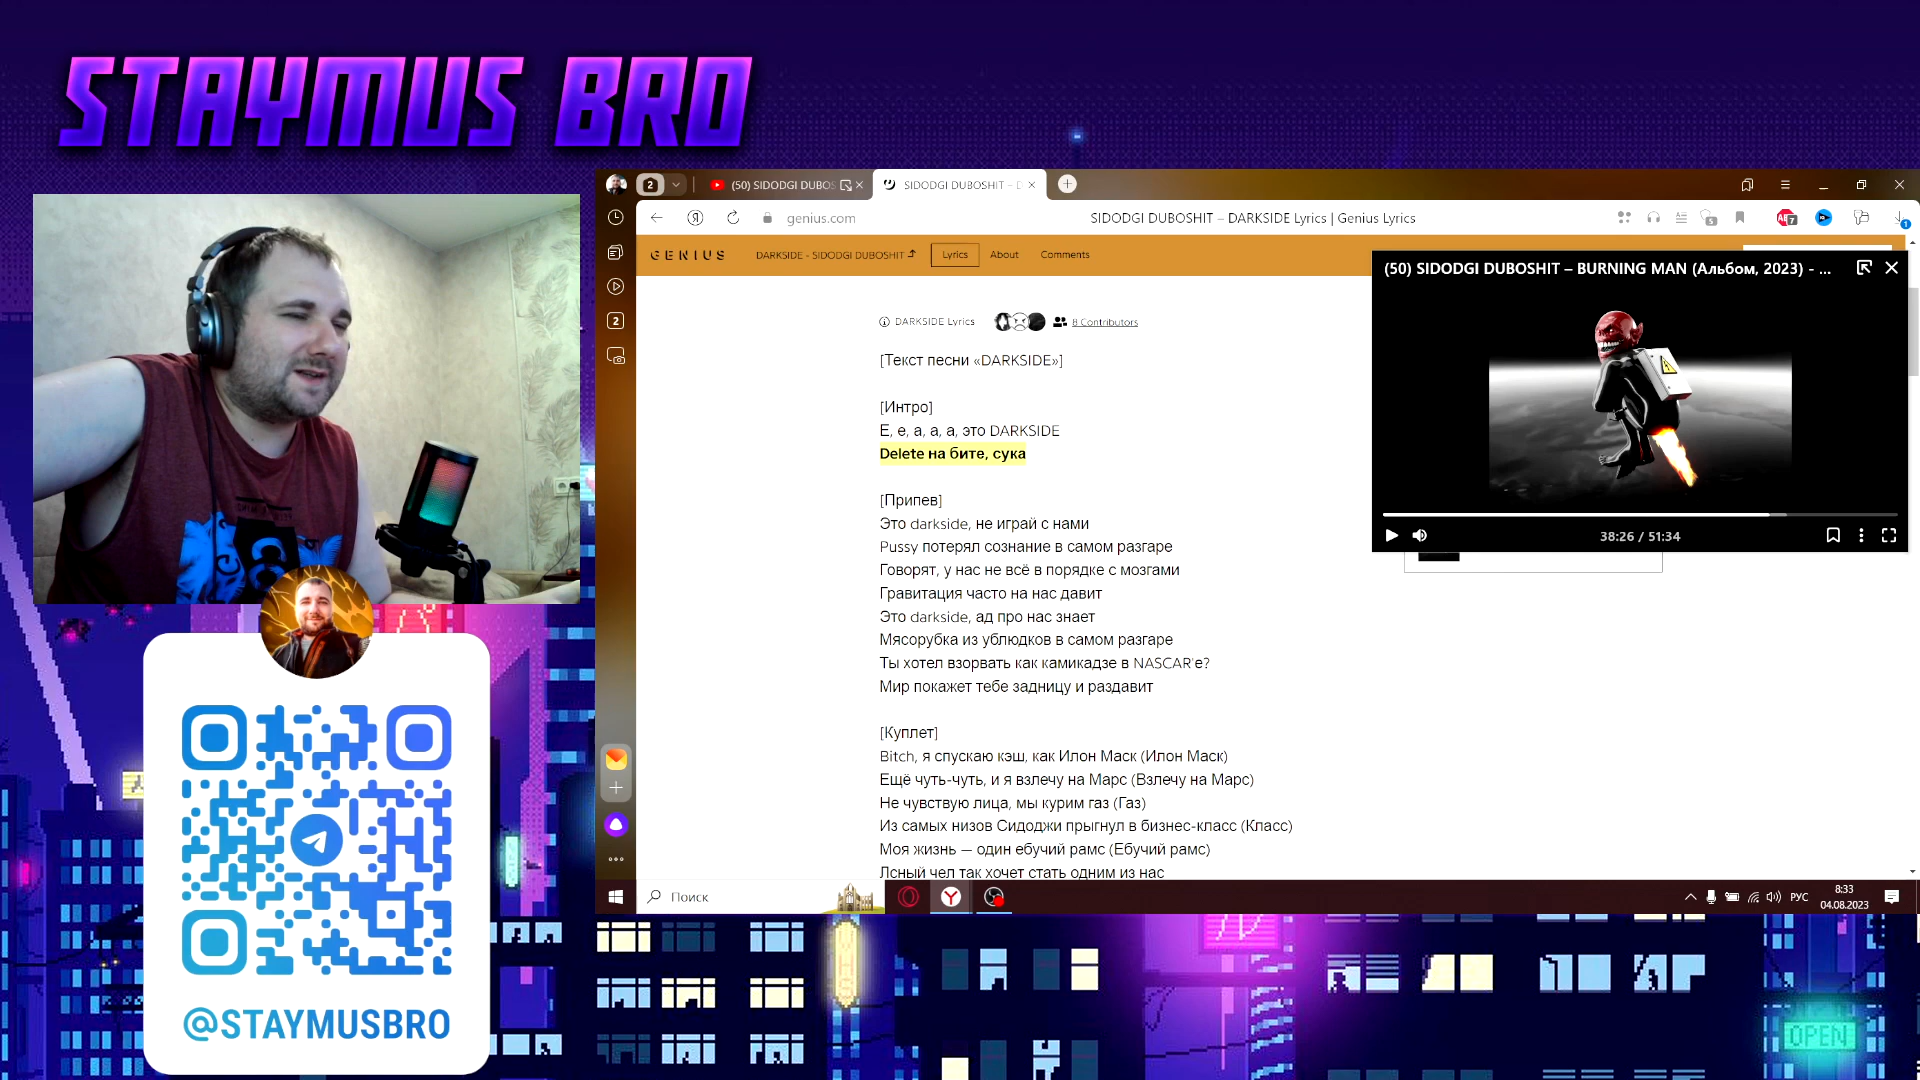 STAYMUS BRO
2
(50) SIDODGI DUBOS
SIDODGI DUBOSHIT –
genius.com
SIDODGI DUBOSHIT – DARKSIDE Lyrics | Genius Lyrics
GENIUS
DARKSIDE - SIDODGI DUBOSHIT
Lyrics
About
Comments
(50) SIDODGI DUBOSHIT – BURNING MAN (Альбом, 2023) - ...
DARKSIDE Lyrics
8 Contributors
2
[Текст песни «DARKSIDE»]
[Интро]
Е, е, а, а, а, это DARKSIDE
Delete на бите, сука
[Припев]
Это darkside, не играй с нами
Pussy потерял сознание в самом разгаре
Говорят, у нас не всё в порядке с мозгами
Гравитация часто на нас давит
Это darkside, ад про нас знает
Мясорубка из ублюдков в самом разгаре
Ты хотел взорвать как камикадзе в NASCAR'е?
Мир покажет тебе задницу и раздавит
38:26 / 51:34
[Куплет]
Bitch, я спускаю кэш, как Илон Маск (Илон Маск)
Ещё чуть-чуть, и я взлечу на Марс (Взлечу на Марс)
Не чувствую лица, мы курим газ (Газ)
Из самых низов Сидоджи прыгнул в бизнес-класс (Класс)
Моя жизнь — один ебучий рамс (Ебучий рамс)
Лсный чел так хочет стать одним из нас
Поиск
РУС
8:33
04.08.2023
@STAYMUSBRO
OPEN